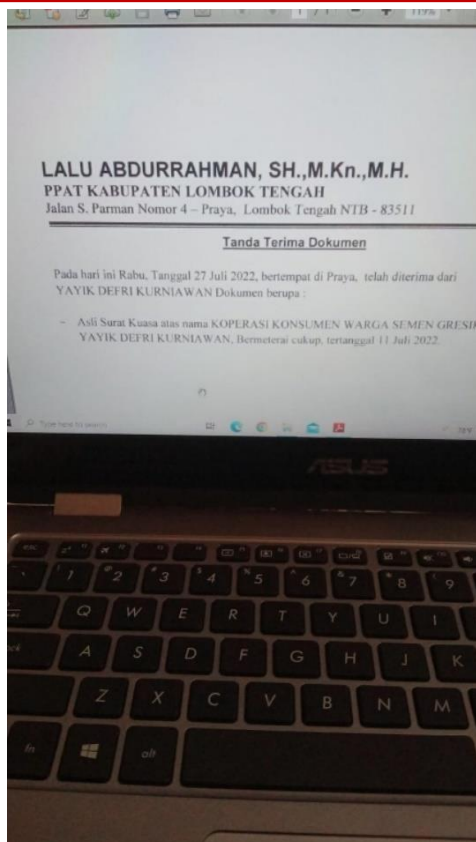 1 / 1
119%
LALU ABDURRAHMAN, SH.,M.Kn.,M.H.
PPAT KABUPATEN LOMBOK TENGAH
Jalan S. Parman Nomor 4 – Praya, Lombok Tengah NTB - 83511
Tanda Terima Dokumen
Pada hari ini Rabu, Tanggal 27 Juli 2022, bertempat di Praya, telah diterima dari
YAYIK DEFRI KURNIAWAN Dokumen berupa :
– Asli Surat Kuasa atas nama KOPERASI KONSUMEN WARGA SEMEN GRESIK
YAYIK DEFRI KURNIAWAN, Bermeterai cukup, tertanggal 11 Juli 2022.
Type here to search
ASUS
esc
1 2 3 4 5 6 7 8 9
Q W E R T Y U I
A S D F G H J K
Z X C V B N M
fn alt